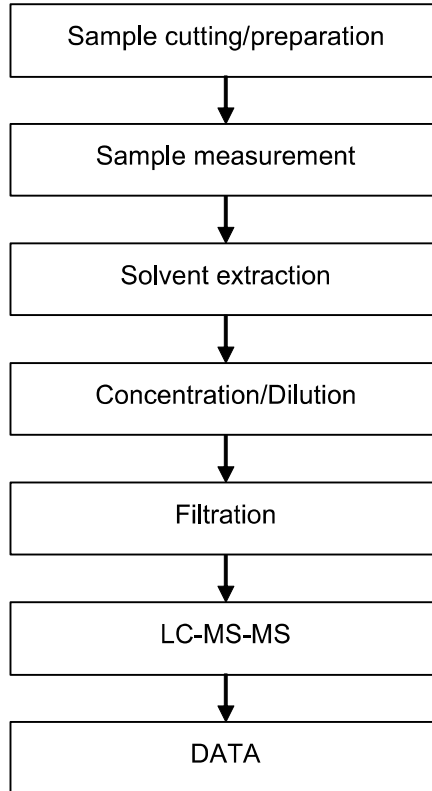 Sample cutting/preparation
Sample measurement
Solvent extraction
Concentration/Dilution
Filtration
LC-MS-MS
DATA